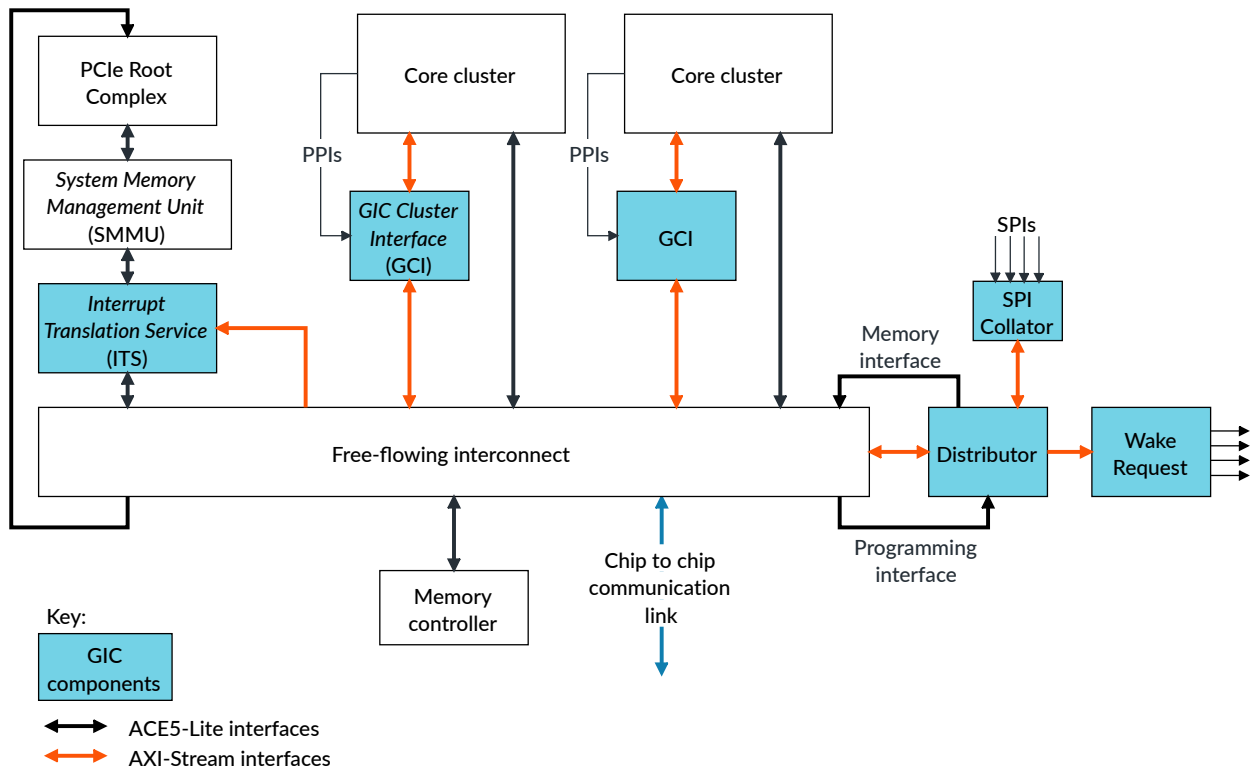 PCIe Root
Complex
Core cluster
Core cluster
PPIs
PPIs
System Memory
Management Unit
(SMMU)
GIC Cluster
Interface
(GCI)
GCI
SPIs
SPI
Collator
Interrupt
Translation Service
(ITS)
Memory
interface
Free-flowing interconnect
Distributor
Wake
Request
Programming
interface
Chip to chip
communication
link
Memory
controller
Key:
GIC
components
ACE5-Lite interfaces
AXI-Stream interfaces